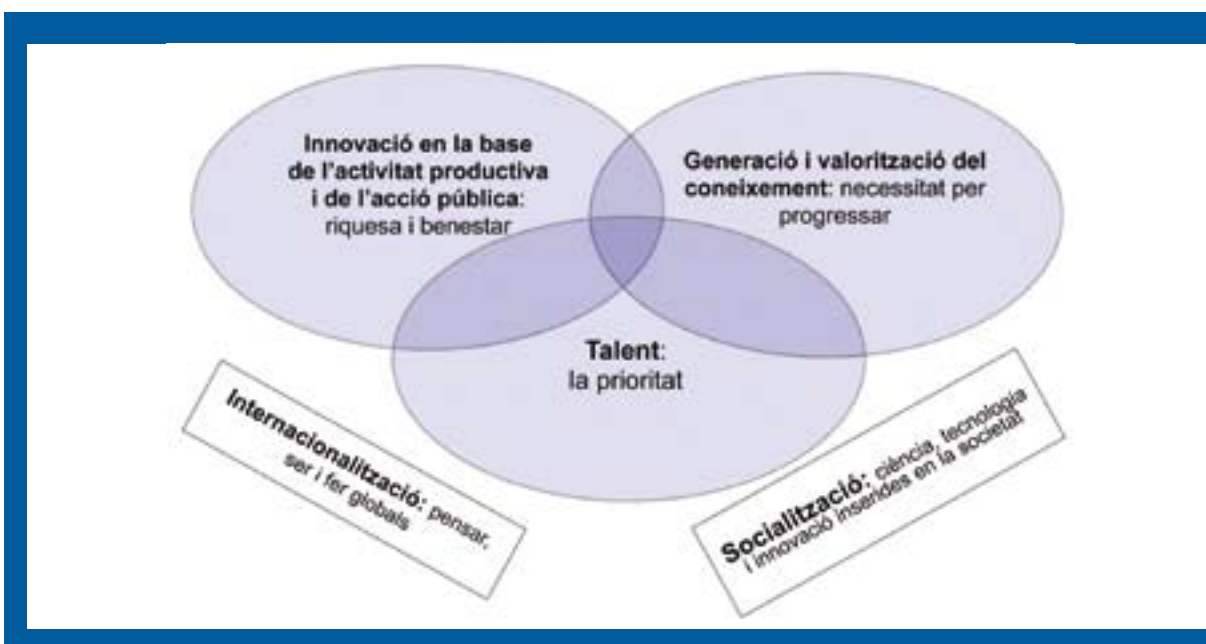 Innovació en la base
de l'activitat productiva
i de l'acció pública:
riquesa i benestar
Generació i valorització del
coneixement: necessitat per
progressar
Talent:
la prioritat
Internacionalització: pensar,
ser i fer globals
Socialització: ciència, tecnologia
i innovació inserides en la societat